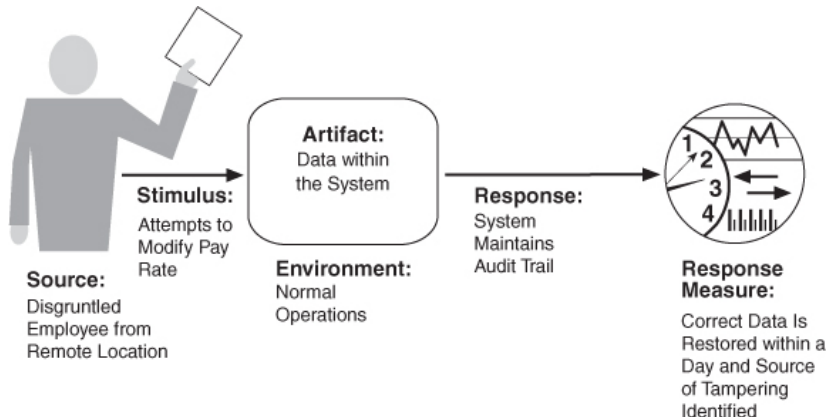 Artifact:
Data within
the System
Stimulus:
Attempts to
Modify Pay
Rate
Source:
Disgruntled
Employee from
Remote Location
Environment:
Normal
Operations
Response:
System
Maintains
Audit Trail
1
2
3
4
Response
Measure:
Correct Data Is
Restored within a
Day and Source
of Tampering
Identified